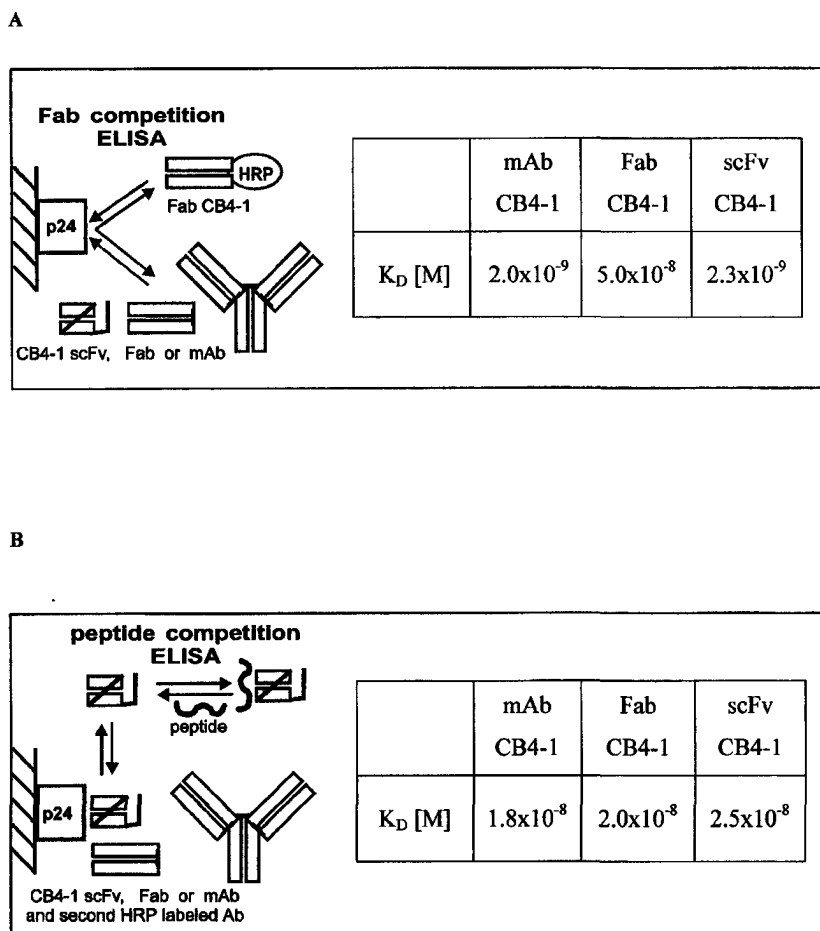 A
Fab competition
ELISA
HRP
Fab CB4-1
p24
CB4-1 scFv, Fab or mAb
mAb CB4-1 Fab CB4-1 scFv CB4-1
K_D [M] 2.0x10⁻⁹ 5.0x10⁻⁸ 2.3x10⁻⁹
B
peptide competition
ELISA
peptide
p24
CB4-1 scFv, Fab or mAb
and second HRP labeled Ab
mAb CB4-1 Fab CB4-1 scFv CB4-1
K_D [M] 1.8x10⁻⁸ 2.0x10⁻⁸ 2.5x10⁻⁸